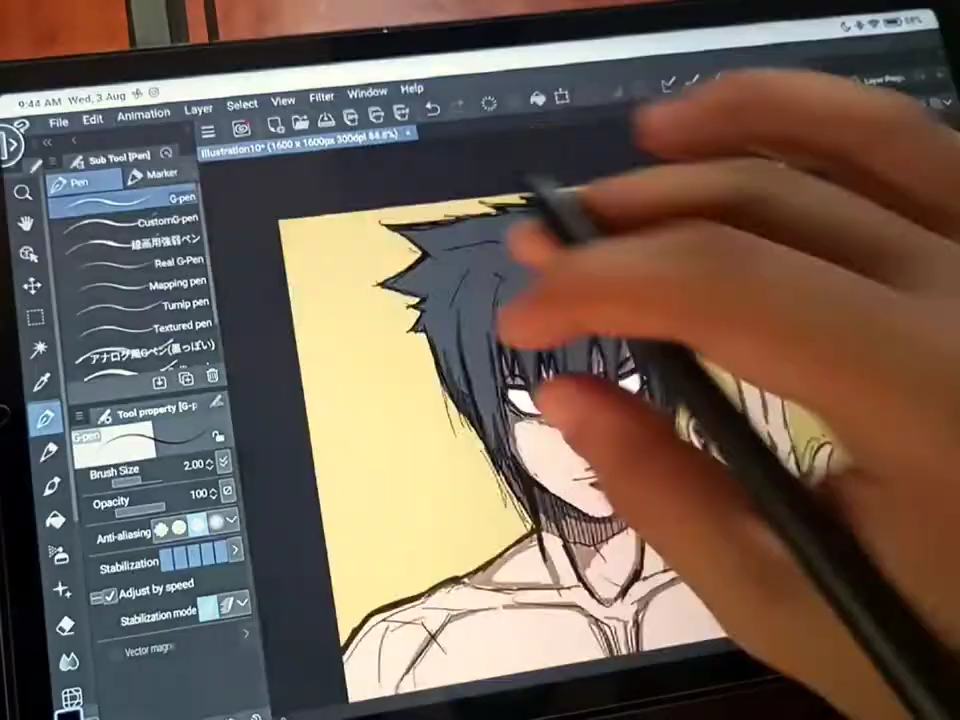 9:44 AM Wed, 3 Aug
File Edit Animation Layer Select View Filter Window Help
Illustration10* (1600 x 1600px 300dpi 84.6%)
Layer Prop
Sub Tool [Pen]
Pen Marker
G-pen
CustomG-pen
線画用強弱ペン
Real G-Pen
Mapping pen
Turnip pen
Textured pen
アナログ風Gペン(黒っぽい)
Tool property [G-p
G-pen
Brush Size 2.00
Opacity 100
Anti-aliasing
Stabilization
Adjust by speed
Stabilization mode
Vector magn